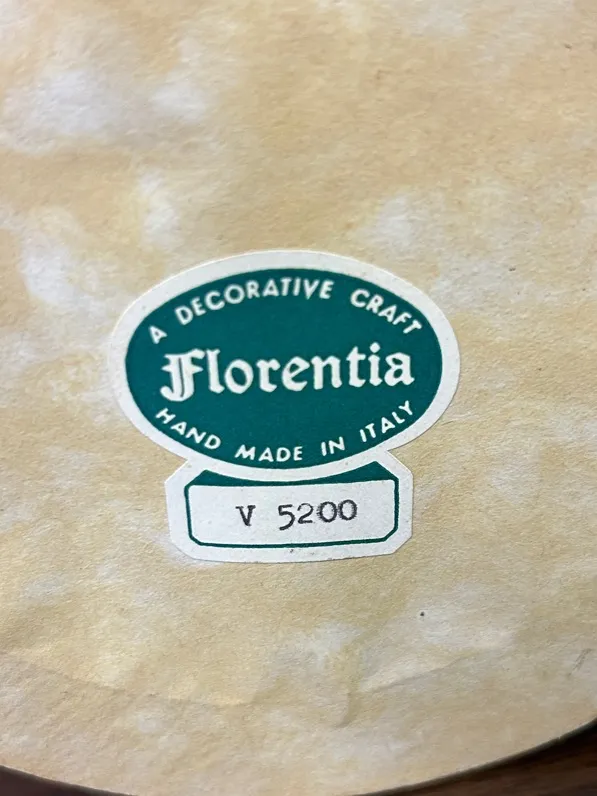 A DECORATIVE CRAFT
Florentia
HAND MADE IN ITALY
V 5200